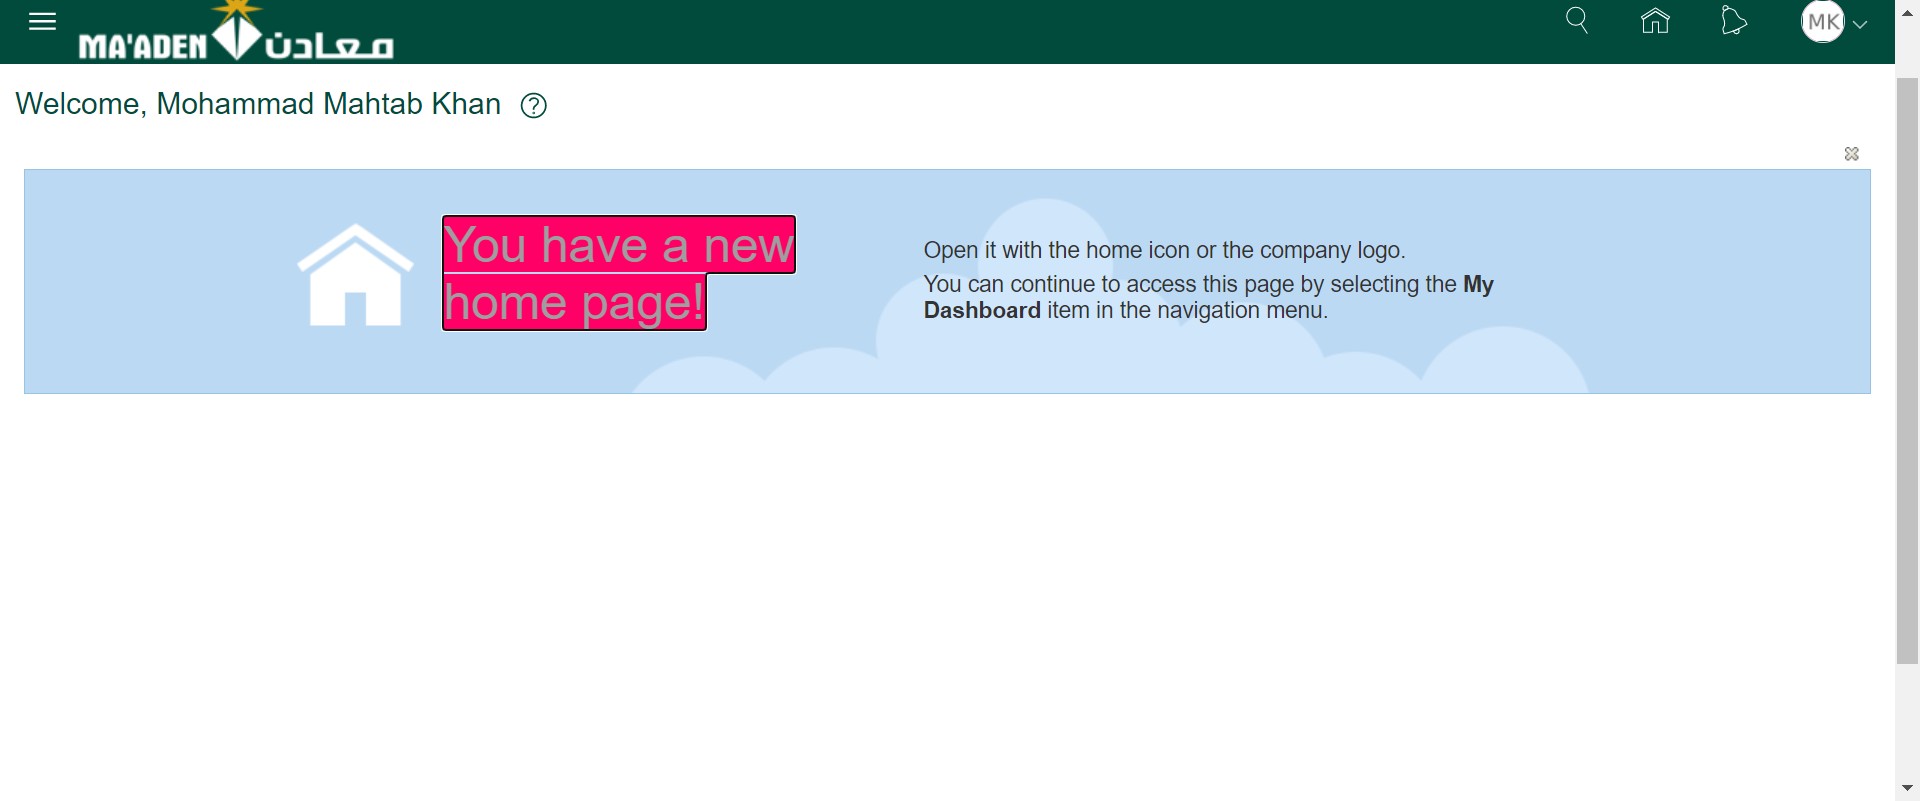 MA'ADEN معادن
MK
Welcome, Mohammad Mahtab Khan ?
You have a new
home page!
Open it with the home icon or the company logo.
You can continue to access this page by selecting the My
Dashboard item in the navigation menu.